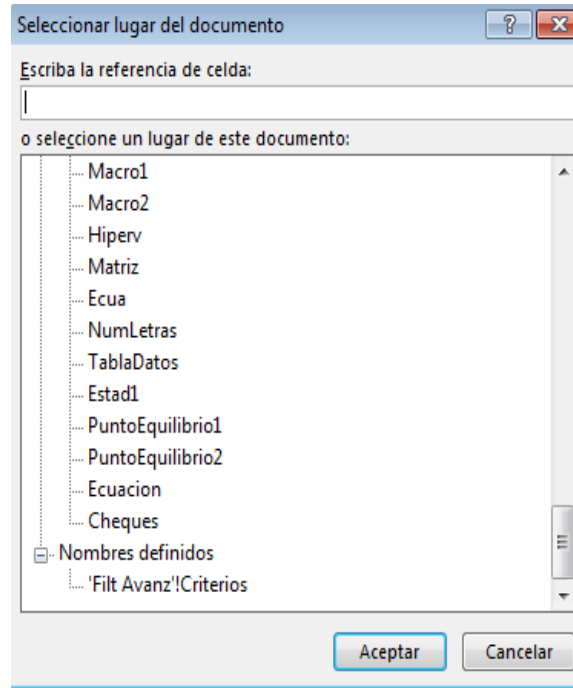 Seleccionar lugar del documento
Escriba la referencia de celda:
o seleccione un lugar de este documento:
Macro1
Macro2
Hiperv
Matriz
Ecua
NumLetras
TablaDatos
Estad1
PuntoEquilibrio1
PuntoEquilibrio2
Ecuacion
Cheques
Nombres definidos
'Filt Avanz'!Criterios
Aceptar Cancelar